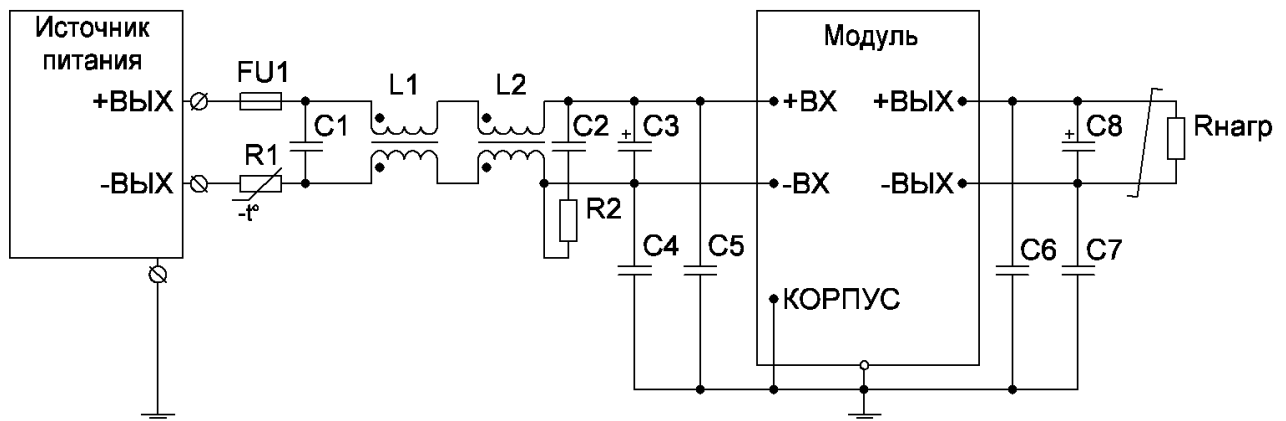 Источник
питания
+ВЫХ
-ВЫХ
FU1
R1
-t°
C1
L1
L2
C2
+ C3
R2
C4
C5
Модуль
+ВХ
-ВХ
КОРПУС
+ВЫХ
-ВЫХ
C6
C7
+ C8
Rнагр